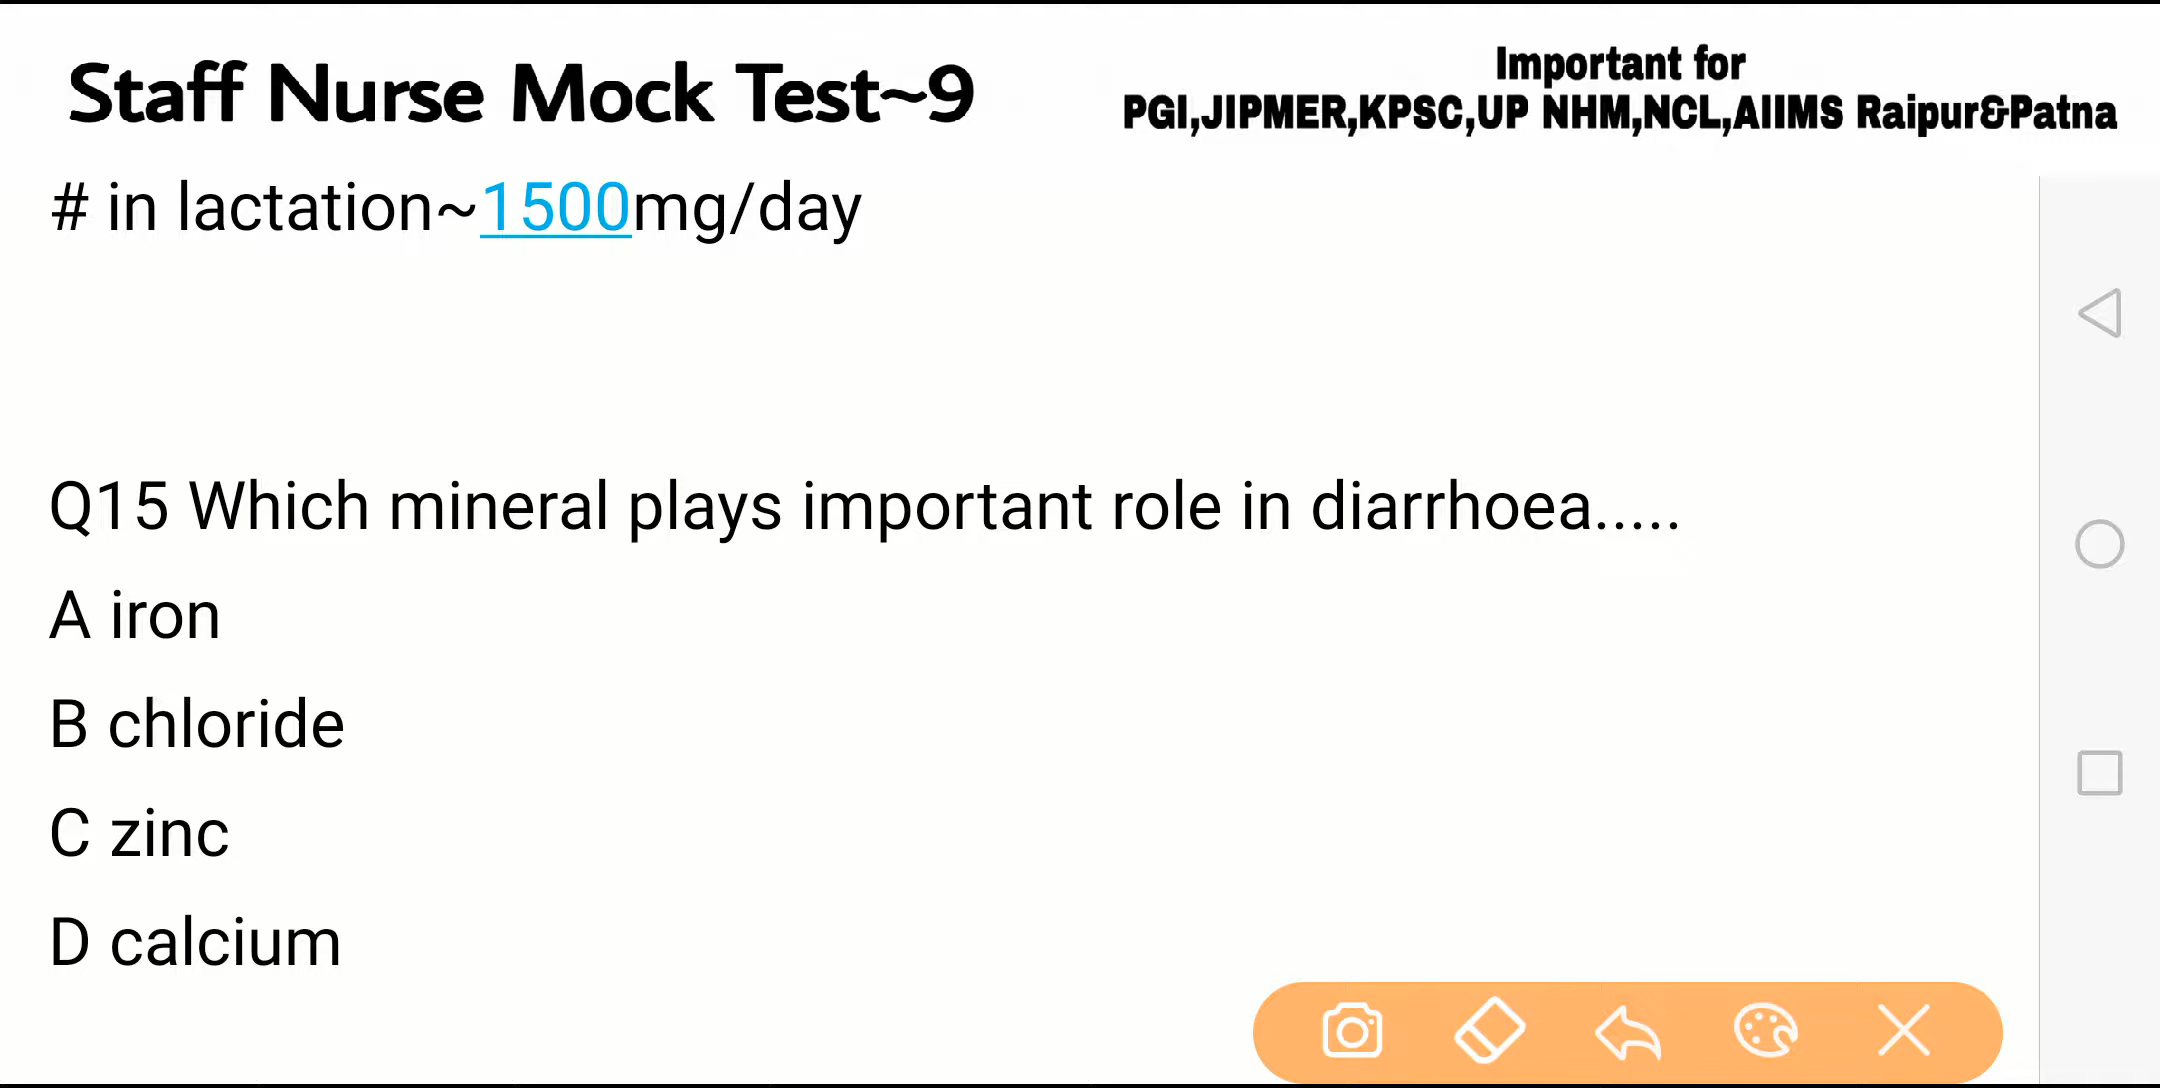 Staff Nurse Mock Test~9
Important for
PGI,JIPMER,KPSC,UP NHM,NCL,AIIMS Raipur&Patna
# in lactation~1500mg/day
Q15 Which mineral plays important role in diarrhoea.....
A iron
B chloride
C zinc
D calcium